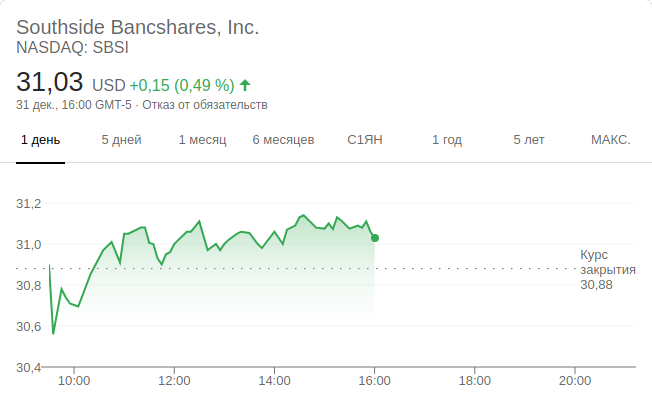 Southside Bancshares, Inc.
NASDAQ: SBSI
31,03 USD +0,15 (0,49 %)
31 дек., 16:00 GMT-5 · Отказ от обязательств
1 день 5 дней 1 месяц 6 месяцев С1ЯН 1 год 5 лет МАКС.
31,2
31,0
Курс
закрытия
30,88
30,8
30,6
30,4
10:00 12:00 14:00 16:00 18:00 20:00